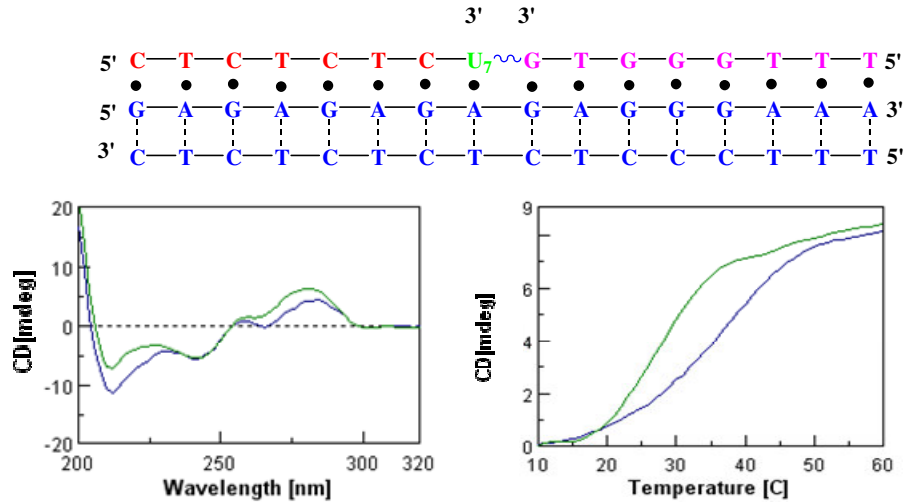 3' 3'
5' C T C T C T C U7 G T G G G T T T 5'
5' G A G A G A G A G A G G G A A A 3'
3' C T C T C T C T C T C C C T T T 5'
20 10 0 -10 -20
CD[mdeg]
200 250 300 320
Wavelength [nm]
9 8 6 4 2 0
CD[mdeg]
10 20 30 40 50 60
Temperature [C]